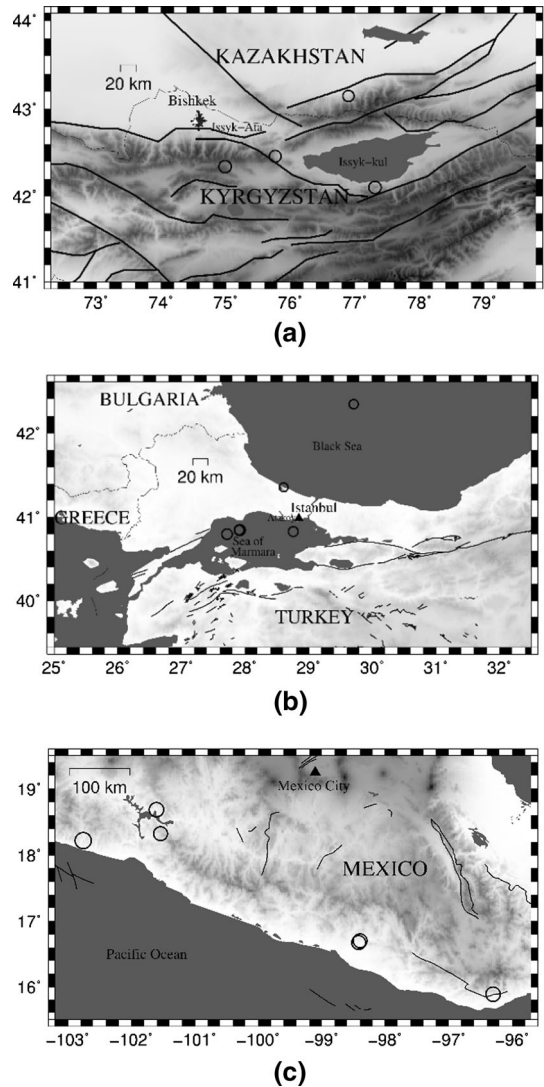 44˚
43˚
42˚
41˚
KAZAKHSTAN
20 km
Bishkek
Issyk-Ata
Issyk-kul
KYRGYZSTAN
73˚ 74˚ 75˚ 76˚ 77˚ 78˚ 79˚
(a)
42˚
41˚
40˚
BULGARIA
Black Sea
20 km
Istanbul
GREECE
Sea of
Marmara
TURKEY
25˚ 26˚ 27˚ 28˚ 29˚ 30˚ 31˚ 32˚
(b)
19˚
18˚
17˚
16˚
100 km
Mexico City
MEXICO
Pacific Ocean
−103˚ −102˚ −101˚ −100˚ −99˚ −98˚ −97˚ −96˚
(c)